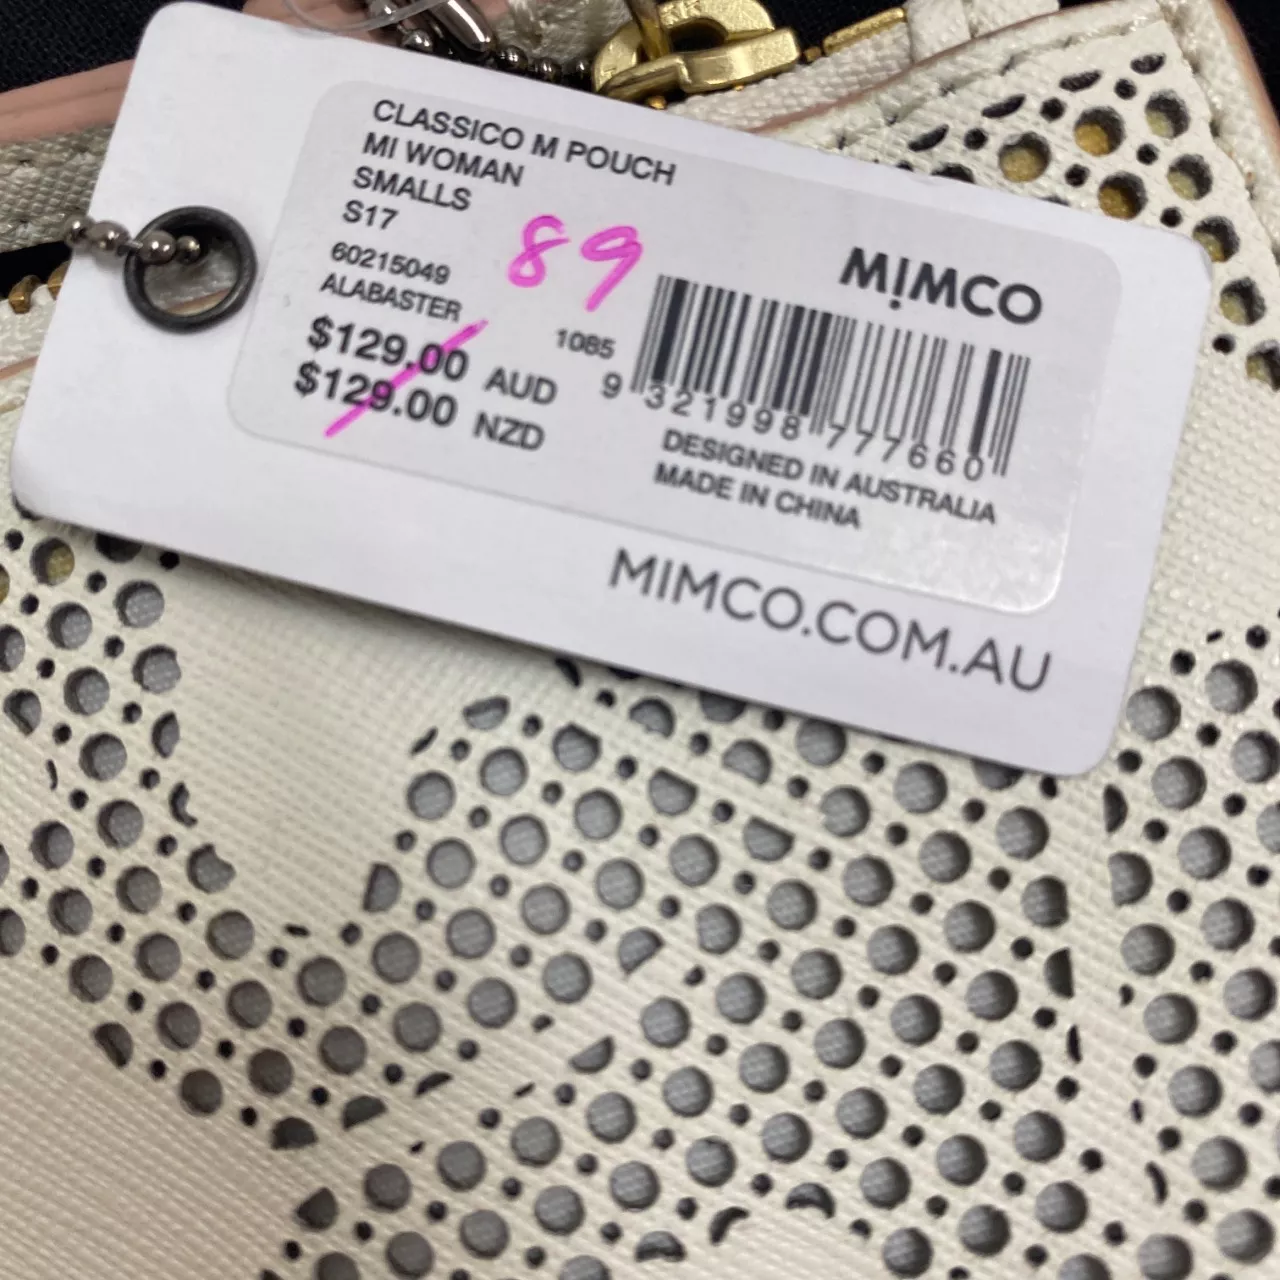 CLASSICO M POUCH
MI WOMAN
SMALLS
S17
60215049
ALABASTER
$129.00 AUD
$129.00 NZD
89
MIMCO
1085
9 321998 777660
DESIGNED IN AUSTRALIA
MADE IN CHINA
MIMCO.COM.AU